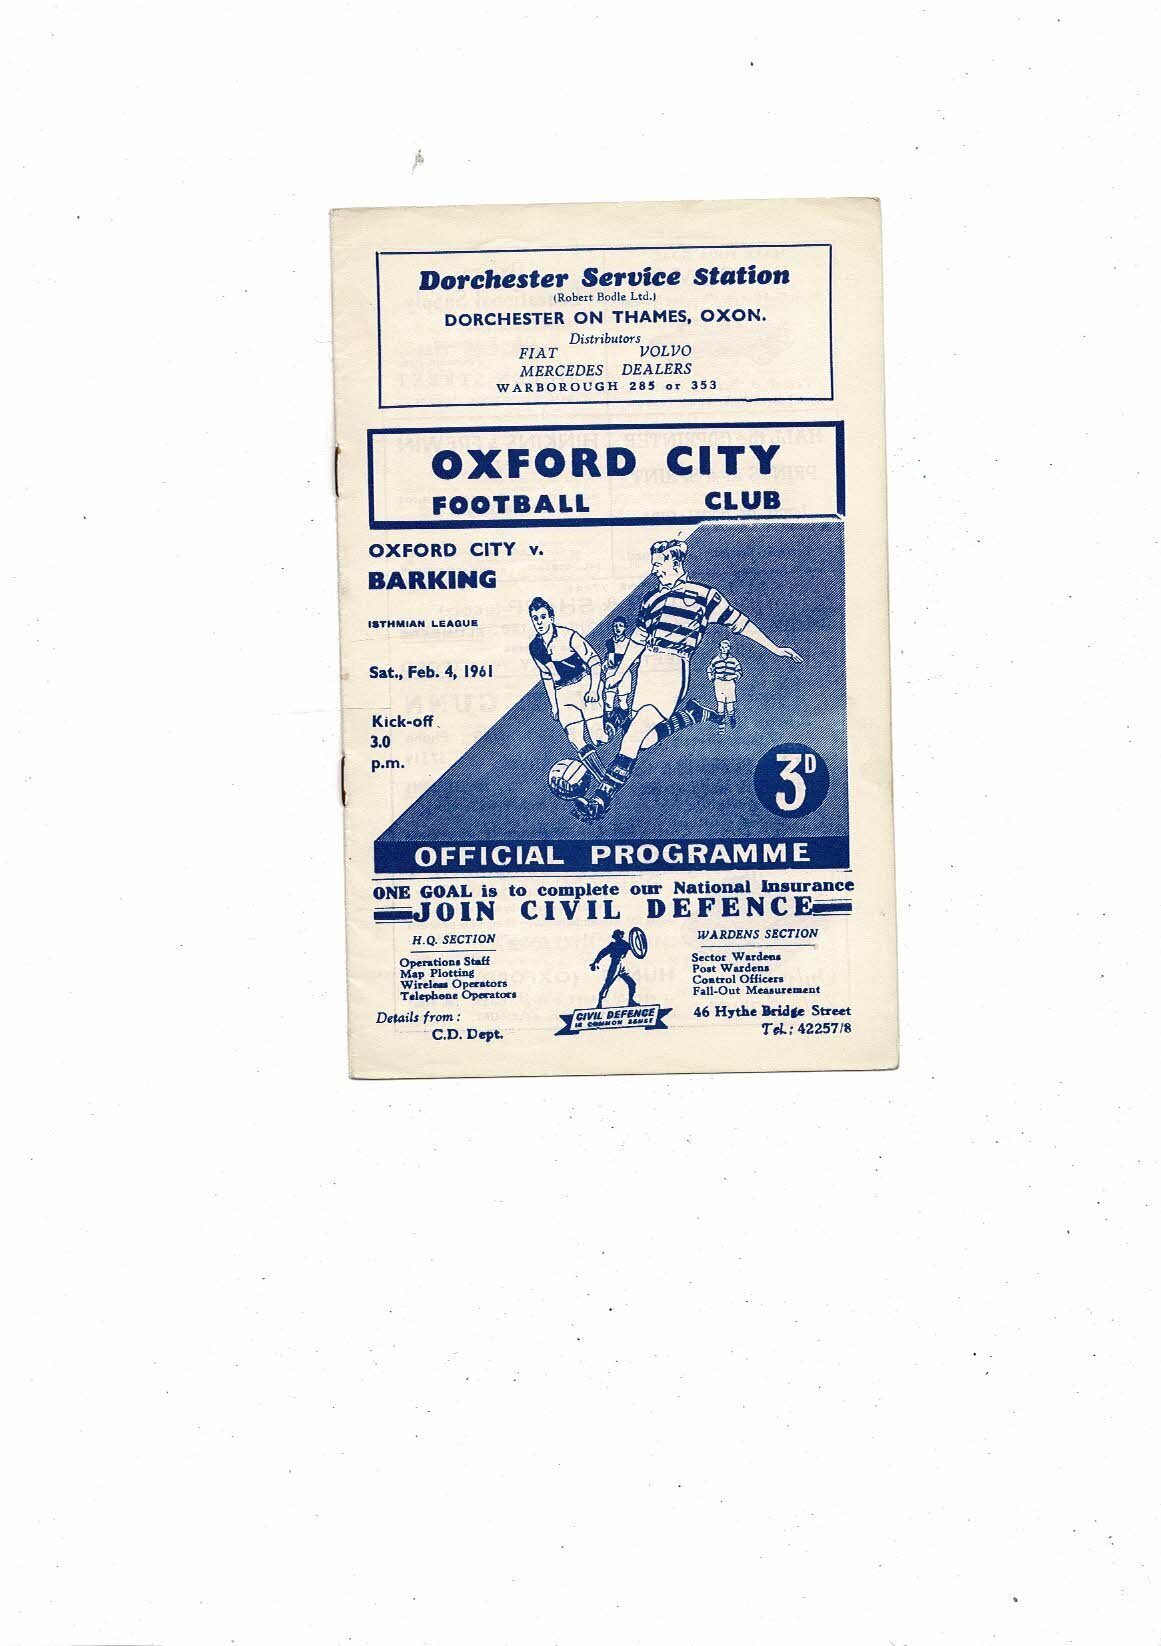 Dorchester Service Station
(Robert Bodle Ltd.)
DORCHESTER ON THAMES, OXON.
Distributors
FIAT VOLVO
MERCEDES DEALERS
WARBOROUGH 285 or 353
OXFORD CITY
FOOTBALL CLUB
OXFORD CITY v.
BARKING
ISTHMIAN LEAGUE
Sat., Feb. 4, 1961
Kick-off
3.0
p.m.
3D
OFFICIAL PROGRAMME
ONE GOAL is to complete our National Insurance
JOIN CIVIL DEFENCE
H.Q. SECTION
Operations Staff
Map Plotting
Wireless Operators
Telephone Operators
Details from :
C.D. Dept.
CIVIL DEFENCE
IS COMMON SENSE
WARDENS SECTION
Sector Wardens
Post Wardens
Control Officers
Fall-Out Measurement
46 Hythe Bridge Street
Tel.: 42257/8